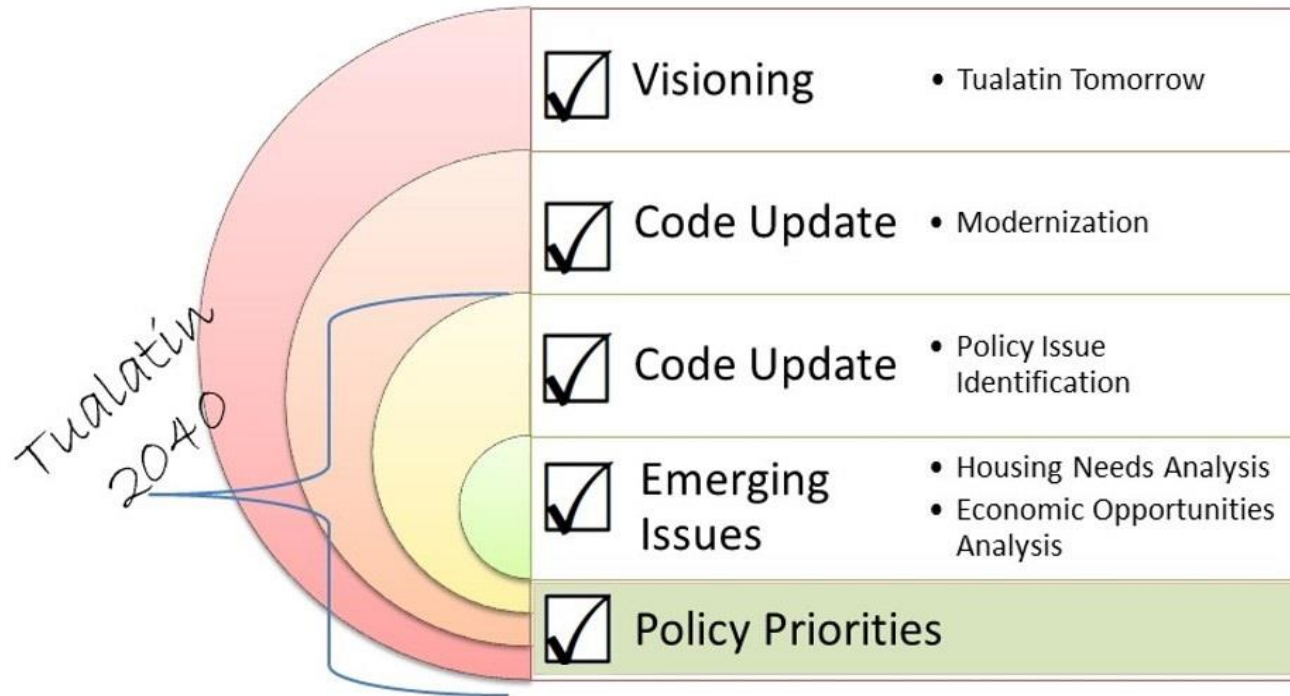 Visioning
• Tualatin Tomorrow
Code Update
• Modernization
Code Update
• Policy Issue
Identification
Tualatin
2040
Emerging
Issues
• Housing Needs Analysis
• Economic Opportunities
Analysis
Policy Priorities